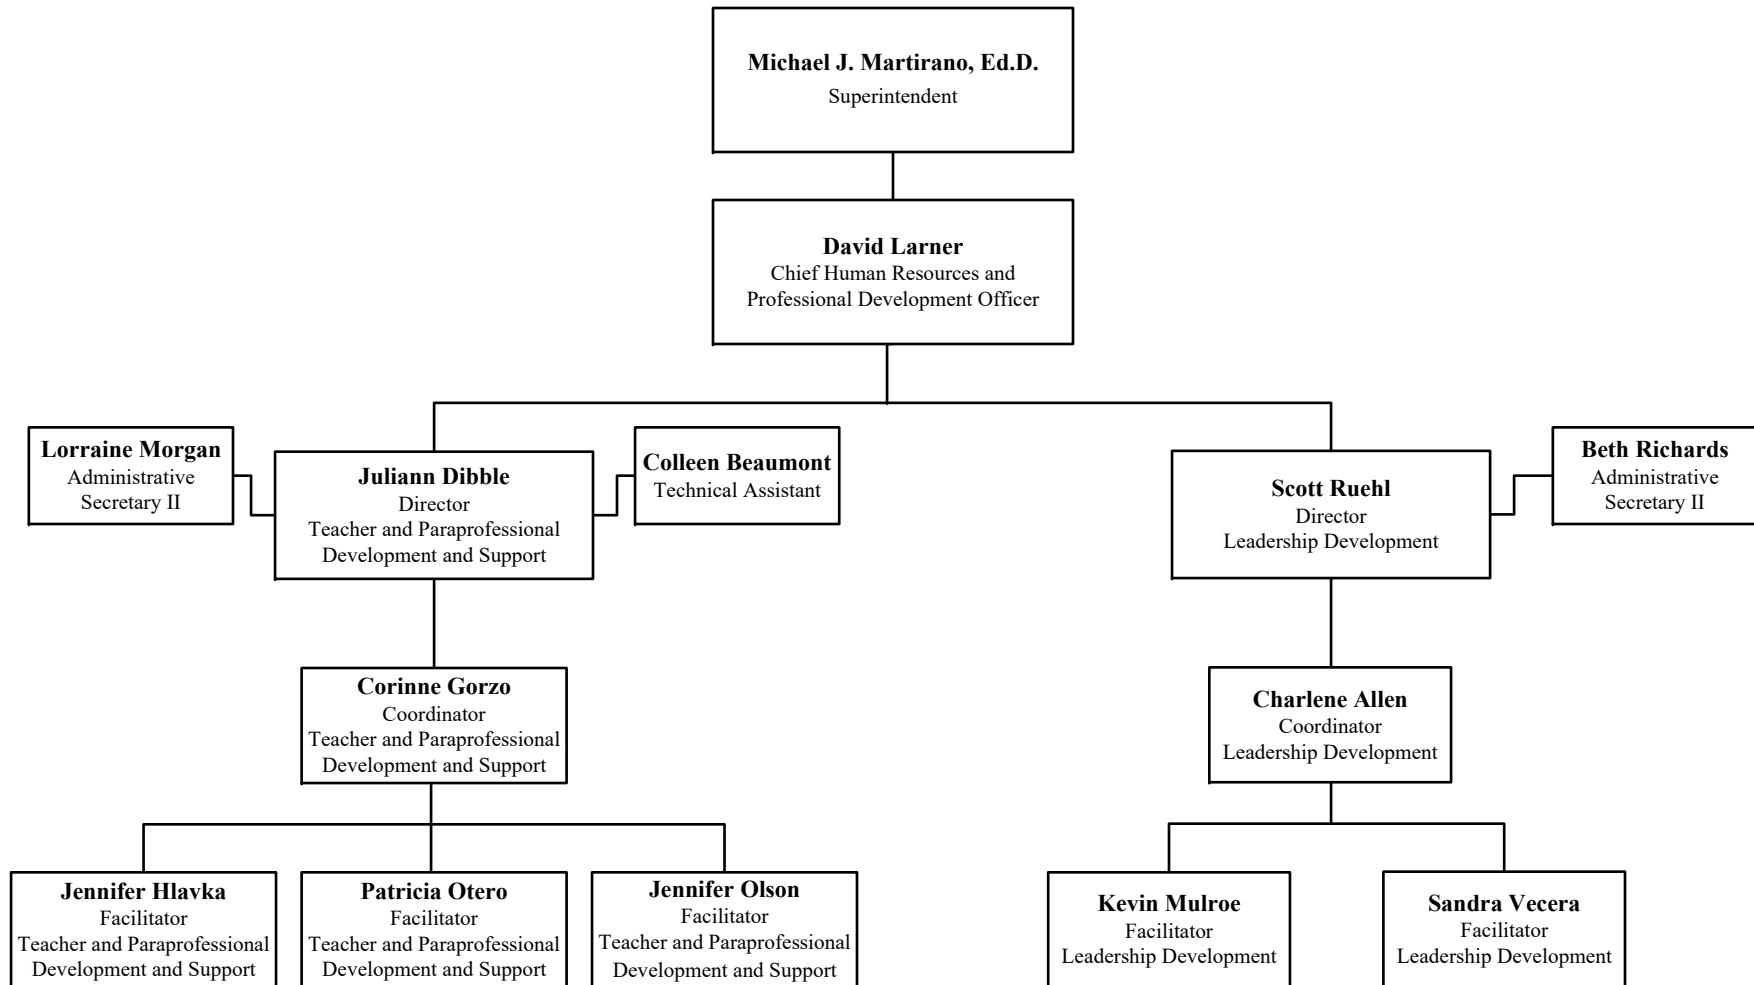 Michael J. Martirano, Ed.D.
Superintendent
David Larner
Chief Human Resources and
Professional Development Officer
Lorraine Morgan
Administrative
Secretary II
Juliann Dibble
Director
Teacher and Paraprofessional
Development and Support
Colleen Beaumont
Technical Assistant
Scott Ruehl
Director
Leadership Development
Beth Richards
Administrative
Secretary II
Corinne Gorzo
Coordinator
Teacher and Paraprofessional
Development and Support
Charlene Allen
Coordinator
Leadership Development
Jennifer Hlavka
Facilitator
Teacher and Paraprofessional
Development and Support
Patricia Otero
Facilitator
Teacher and Paraprofessional
Development and Support
Jennifer Olson
Facilitator
Teacher and Paraprofessional
Development and Support
Kevin Mulroe
Facilitator
Leadership Development
Sandra Vecera
Facilitator
Leadership Development